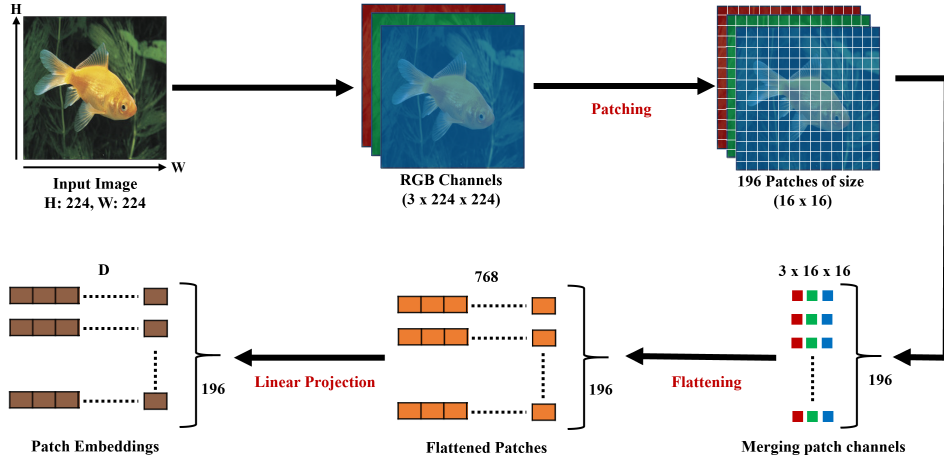 H
W
Input Image
H: 224, W: 224
RGB Channels
(3 x 224 x 224)
Patching
196 Patches of size
(16 x 16)
3 x 16 x 16
196
Merging patch channels
Flattening
768
196
Flattened Patches
Linear Projection
D
196
Patch Embeddings